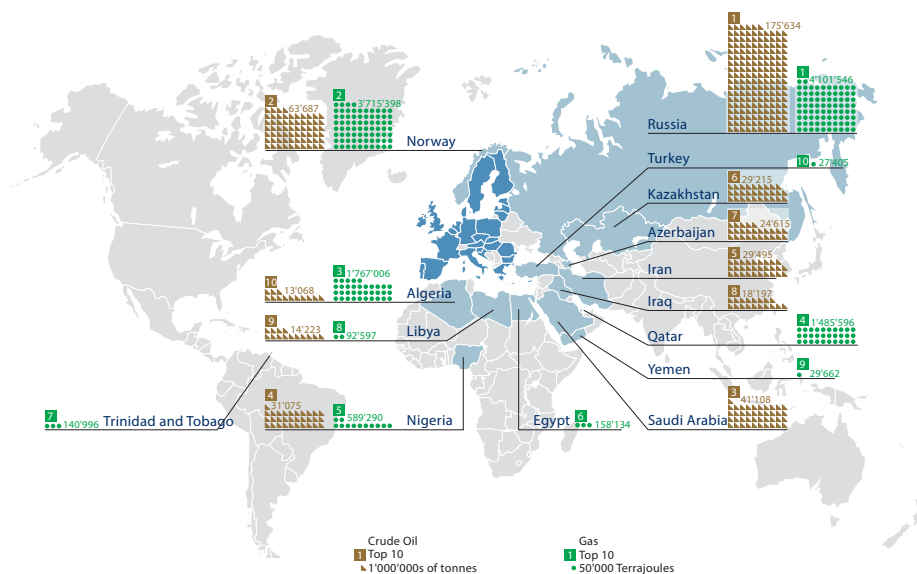 1
175'634
1
4'101'546
Russia
2
63'687
2
3'715'398
Norway
Turkey
10
27'405
6
29'215
Kazakhstan
7
24'615
Azerbaijan
5
29'495
Iran
8
18'197
Iraq
10
13'068
3
1'767'006
Algeria
9
14'223
8
92'597
Libya
4
1'485'596
Qatar
9
29'662
Yemen
7
140'996
Trinidad and Tobago
4
31'075
5
589'290
Nigeria
Egypt
6
158'134
Saudi Arabia
3
41'108
Crude Oil
1 Top 10
1'000'000s of tonnes
Gas
1 Top 10
50'000 Terrajoules